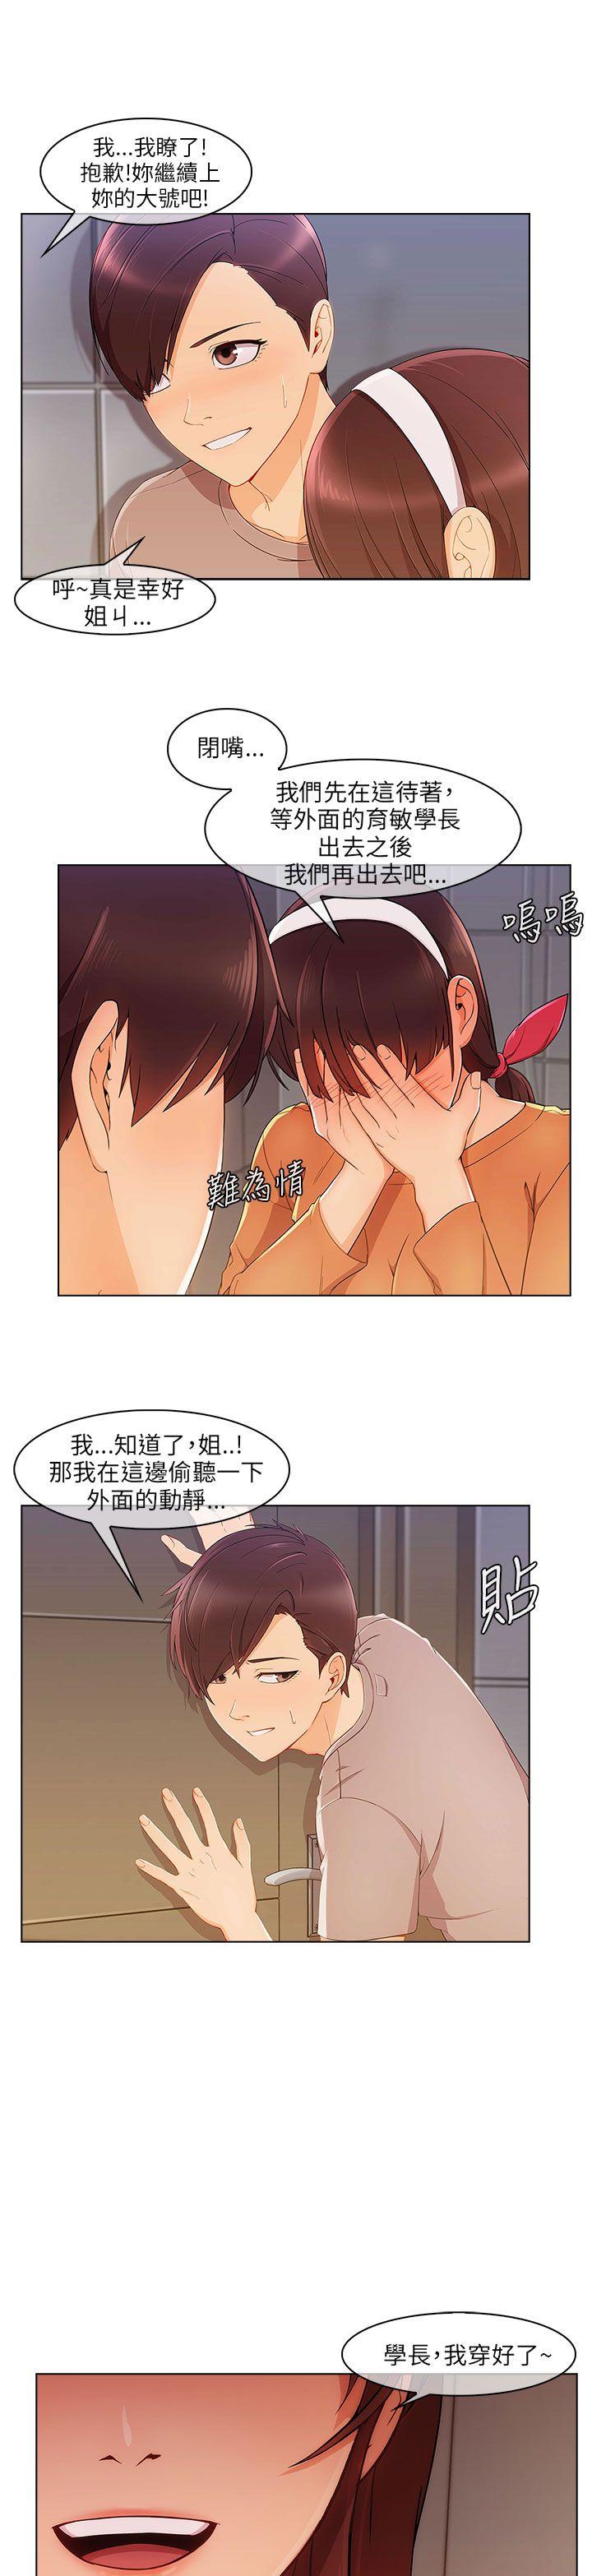 我...我瞭了!
抱歉!妳繼續上
妳的大號吧!
呼~真是幸好
姐ㄐ...
閉嘴...
我們先在這待著,
等外面的育敏學長
出去之後
我們再出去吧...
嗚嗚
難為情
我...知道了,姐..!
那我在這邊偷聽一下
外面的動靜...
貼
學長,我穿好了~